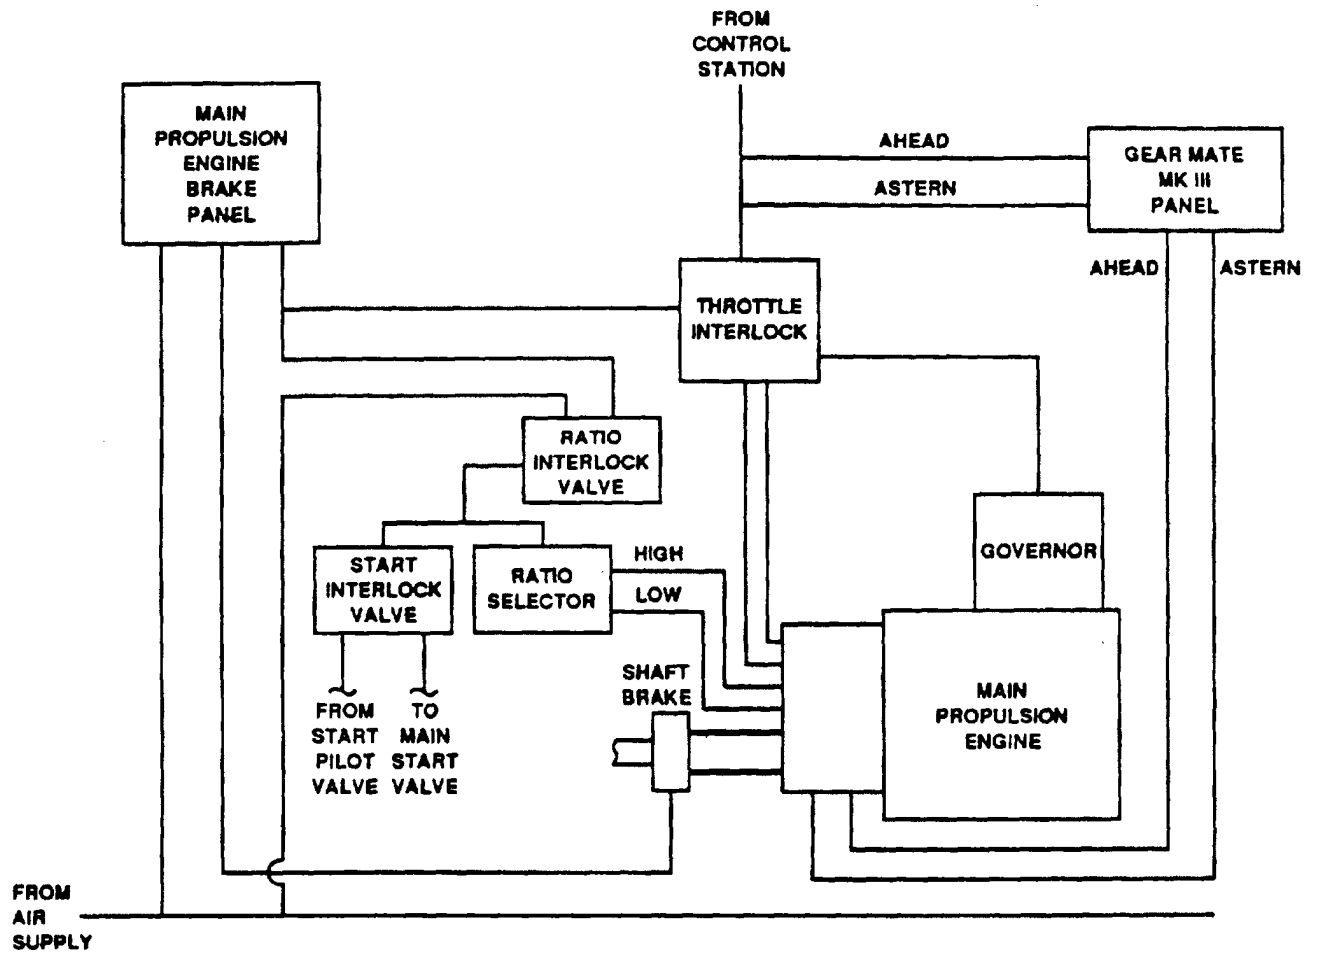 FROM
CONTROL
STATION
MAIN
PROPULSION
ENGINE
BRAKE
PANEL
AHEAD
ASTERN
GEAR MATE
MK III
PANEL
AHEAD
ASTERN
THROTTLE
INTERLOCK
RATIO
INTERLOCK
VALVE
START
INTERLOCK
VALVE
RATIO
SELECTOR
HIGH
LOW
GOVERNOR
SHAFT
BRAKE
MAIN
PROPULSION
ENGINE
FROM
START
PILOT
VALVE
TO
MAIN
START
VALVE
FROM
AIR
SUPPLY